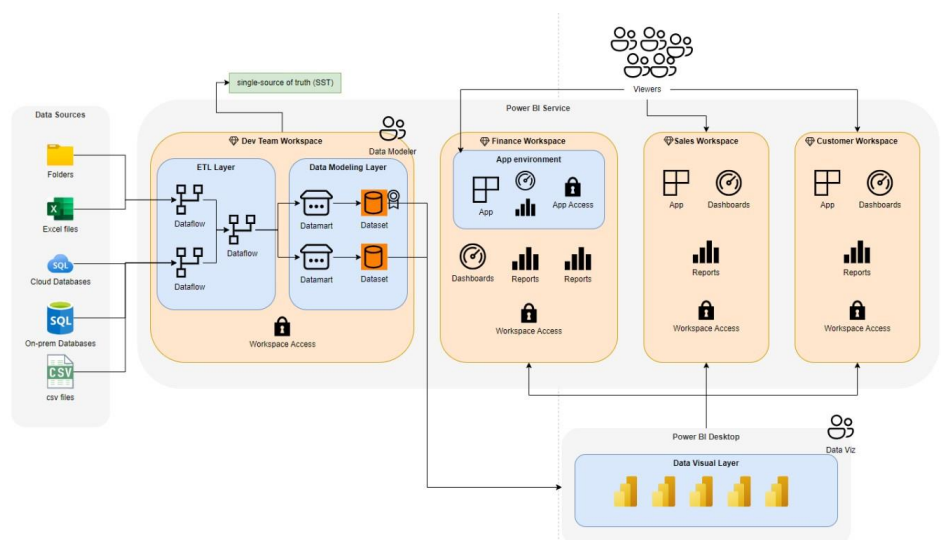 Viewers
single-source of truth (SST)
Power BI Service
Data Sources
Folders
Excel files
SQL
Cloud Databases
SQL
On-prem Databases
CSV
csv files
Dev Team Workspace
Data Modeler
ETL Layer
Dataflow
Dataflow
Dataflow
Data Modeling Layer
Datamart
Dataset
Datamart
Dataset
Workspace Access
Finance Workspace
App environment
App
App Access
Dashboards
Reports
Reports
Workspace Access
Sales Workspace
App
Dashboards
Reports
Workspace Access
Customer Workspace
App
Dashboards
Reports
Workspace Access
Power BI Desktop
Data Viz
Data Visual Layer